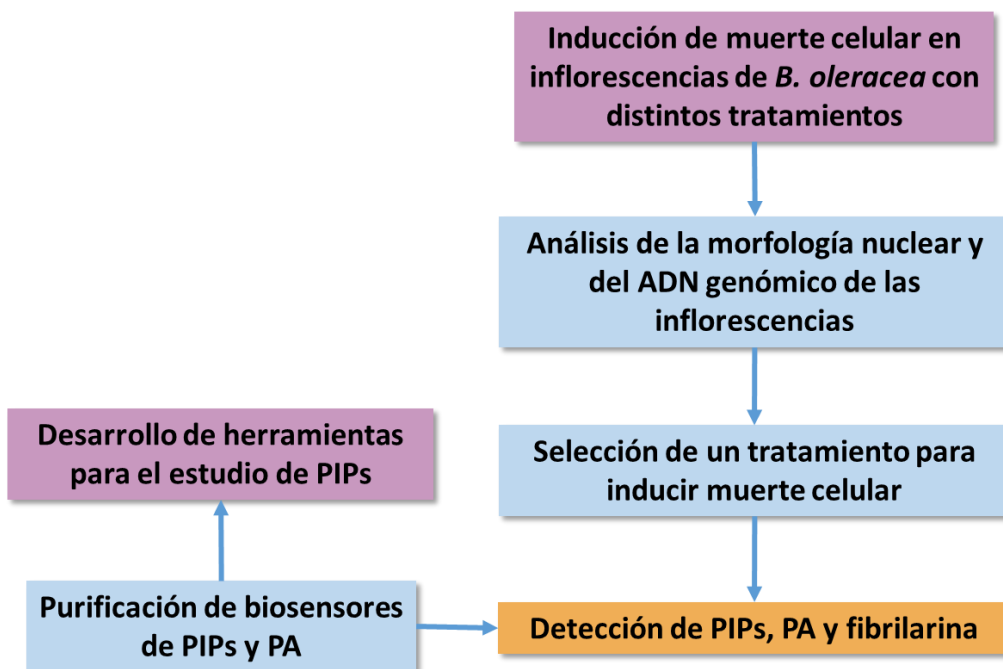 Inducción de muerte celular en
inflorescencias de B. oleracea con
distintos tratamientos
Análisis de la morfología nuclear y
del ADN genómico de las
inflorescencias
Selección de un tratamiento para
inducir muerte celular
Desarrollo de herramientas
para el estudio de PIPs
Purificación de biosensores
de PIPs y PA
Detección de PIPs, PA y fibrilarina